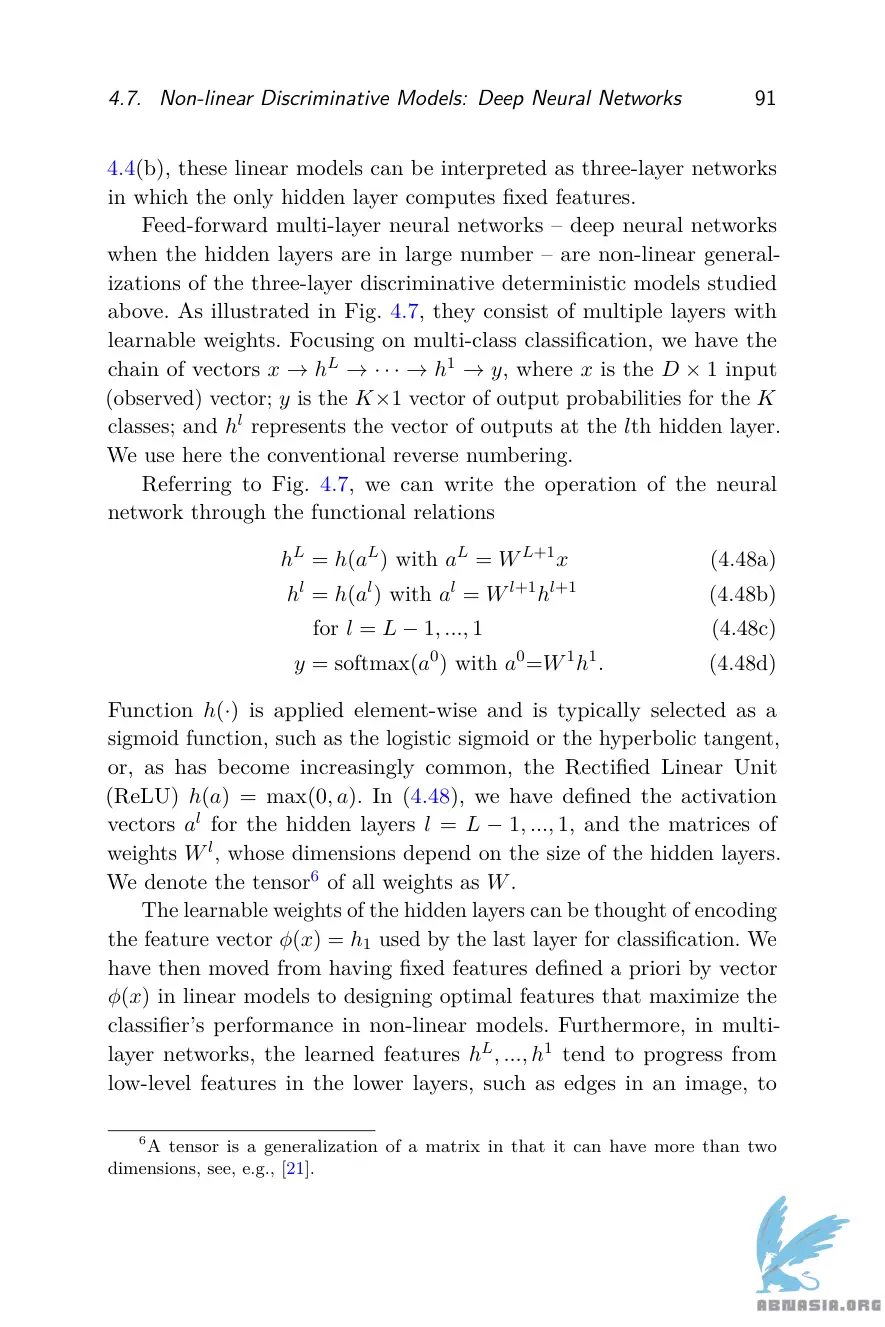 4.7. Non-linear Discriminative Models: Deep Neural Networks 91
4.4(b), these linear models can be interpreted as three-layer networks
in which the only hidden layer computes fixed features.
Feed-forward multi-layer neural networks – deep neural networks
when the hidden layers are in large number – are non-linear general-
izations of the three-layer discriminative deterministic models studied
above. As illustrated in Fig. 4.7, they consist of multiple layers with
learnable weights. Focusing on multi-class classification, we have the
chain of vectors x → h^L → · · · → h^1 → y, where x is the D × 1 input
(observed) vector; y is the K×1 vector of output probabilities for the K
classes; and h^l represents the vector of outputs at the lth hidden layer.
We use here the conventional reverse numbering.
Referring to Fig. 4.7, we can write the operation of the neural
network through the functional relations
h^L = h(a^L) with a^L = W^{L+1}x (4.48a)
h^l = h(a^l) with a^l = W^{l+1}h^{l+1} (4.48b)
for l = L − 1, ..., 1 (4.48c)
y = softmax(a^0) with a^0=W^1h^1. (4.48d)
Function h(·) is applied element-wise and is typically selected as a
sigmoid function, such as the logistic sigmoid or the hyperbolic tangent,
or, as has become increasingly common, the Rectified Linear Unit
(ReLU) h(a) = max(0, a). In (4.48), we have defined the activation
vectors a^l for the hidden layers l = L − 1, ..., 1, and the matrices of
weights W^l, whose dimensions depend on the size of the hidden layers.
We denote the tensor^6 of all weights as W.
The learnable weights of the hidden layers can be thought of encoding
the feature vector φ(x) = h_1 used by the last layer for classification. We
have then moved from having fixed features defined a priori by vector
φ(x) in linear models to designing optimal features that maximize the
classifier's performance in non-linear models. Furthermore, in multi-
layer networks, the learned features h^L, ..., h^1 tend to progress from
low-level features in the lower layers, such as edges in an image, to
^6A tensor is a generalization of a matrix in that it can have more than two
dimensions, see, e.g., [21].
ABNASIA.ORG